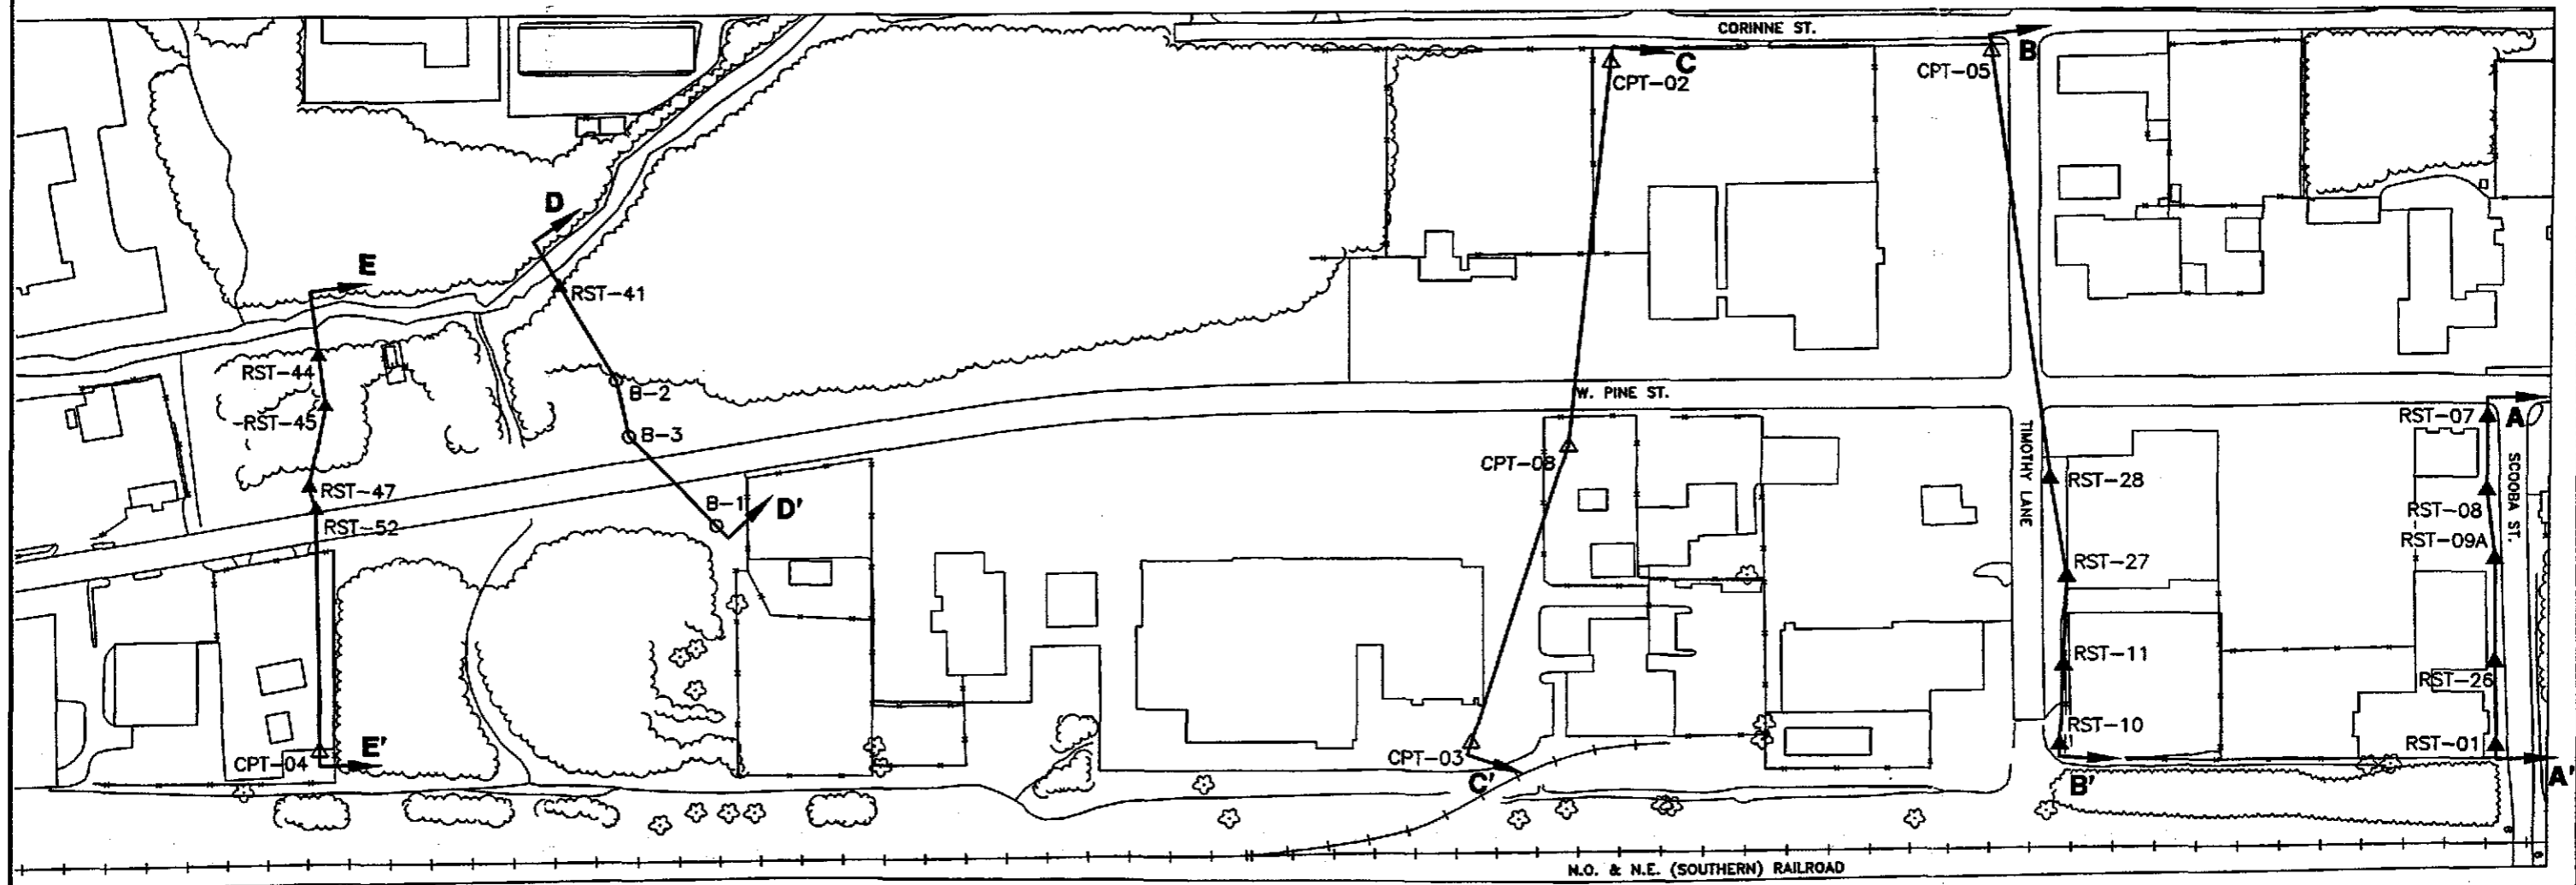 CORINNE ST.
B
C
CPT-05
CPT-02
D
E
RST-41
RST-44
B-2
W. PINE ST.
RST-07
A
-RST-45
B-3
CPT-08
TIMOTHY LANE
SCOOBA ST.
RST-28
RST-47
B-1
D'
RST-08
RST-52
RST-09A
RST-27
RST-11
RST-26
RST-10
RST-01
CPT-04
E'
CPT-03
C'
B'
A'
N.O. & N.E. (SOUTHERN) RAILROAD